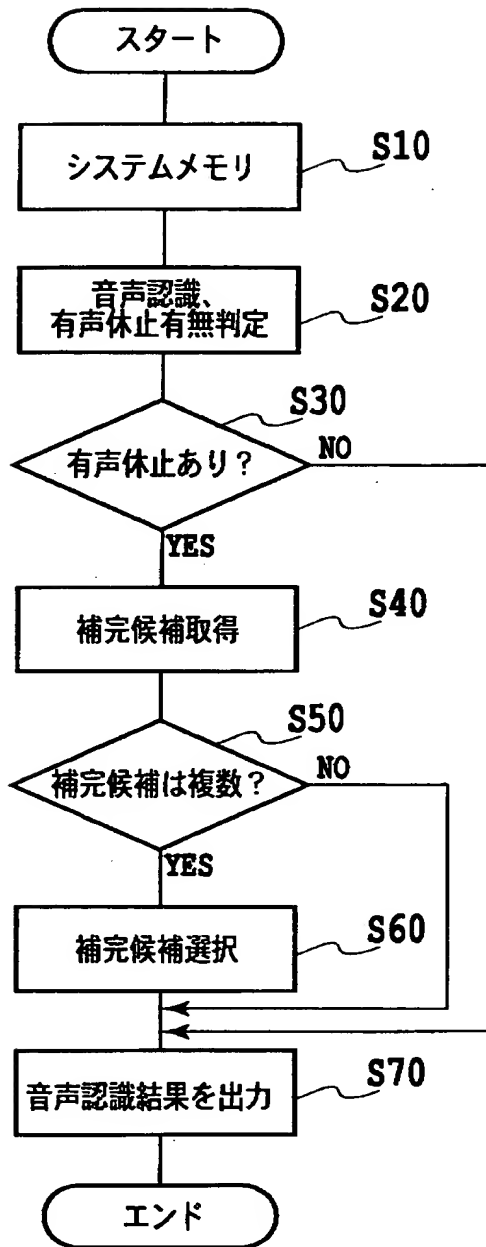 スタート
システムメモリ
S10
音声認識、
有声休止有無判定
S20
S30
有声休止あり？
NO
YES
補完候補取得
S40
S50
補完候補は複数？
NO
YES
補完候補選択
S60
音声認識結果を出力
S70
エンド